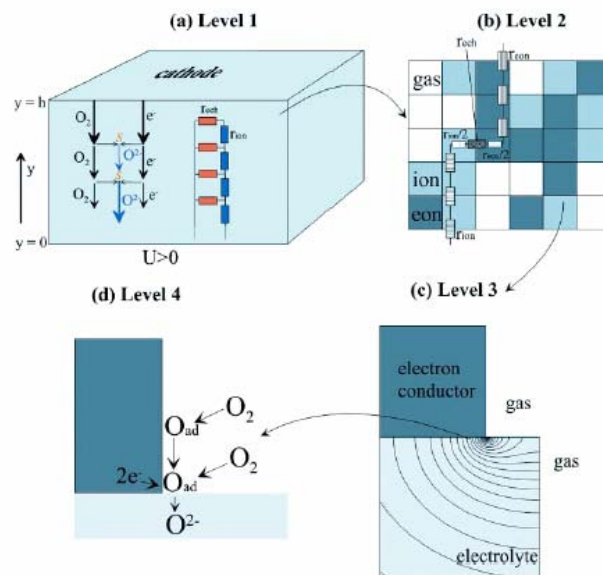 (a) Level 1
cathode
y = h
y
y = 0
O2
e-
s
O2-
O2
e-
s
O2-
O2
e-
rech
rion
U>0
(b) Level 2
rech
reon
gas
rion/2
reon/2
ion
eon
rion
(d) Level 4
Oad
O2
2e-
Oad
O2
O2-
(c) Level 3
electron
conductor
gas
gas
electrolyte